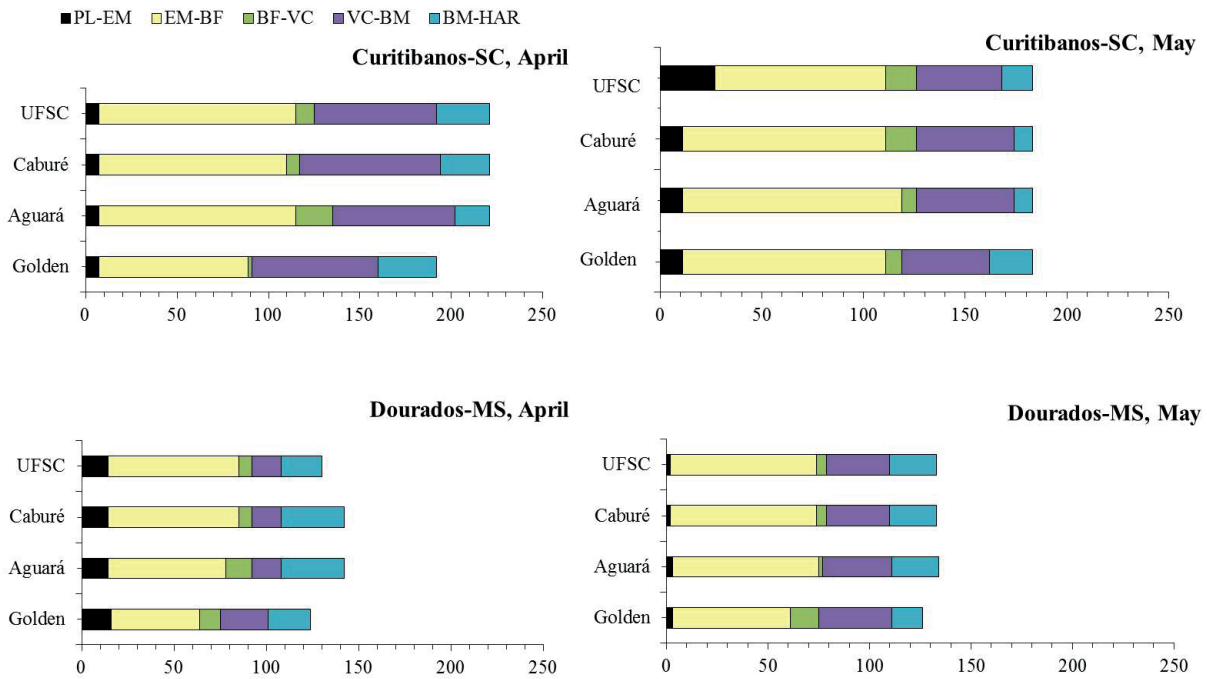 PL-EM EM-BF BF-VC VC-BM BM-HAR
Curitibanos-SC, April
UFSC
Caburé
Aguará
Golden
0 50 100 150 200 250
Curitibanos-SC, May
UFSC
Caburé
Aguará
Golden
0 50 100 150 200 250
Dourados-MS, April
UFSC
Caburé
Aguará
Golden
0 50 100 150 200 250
Dourados-MS, May
UFSC
Caburé
Aguará
Golden
0 50 100 150 200 250